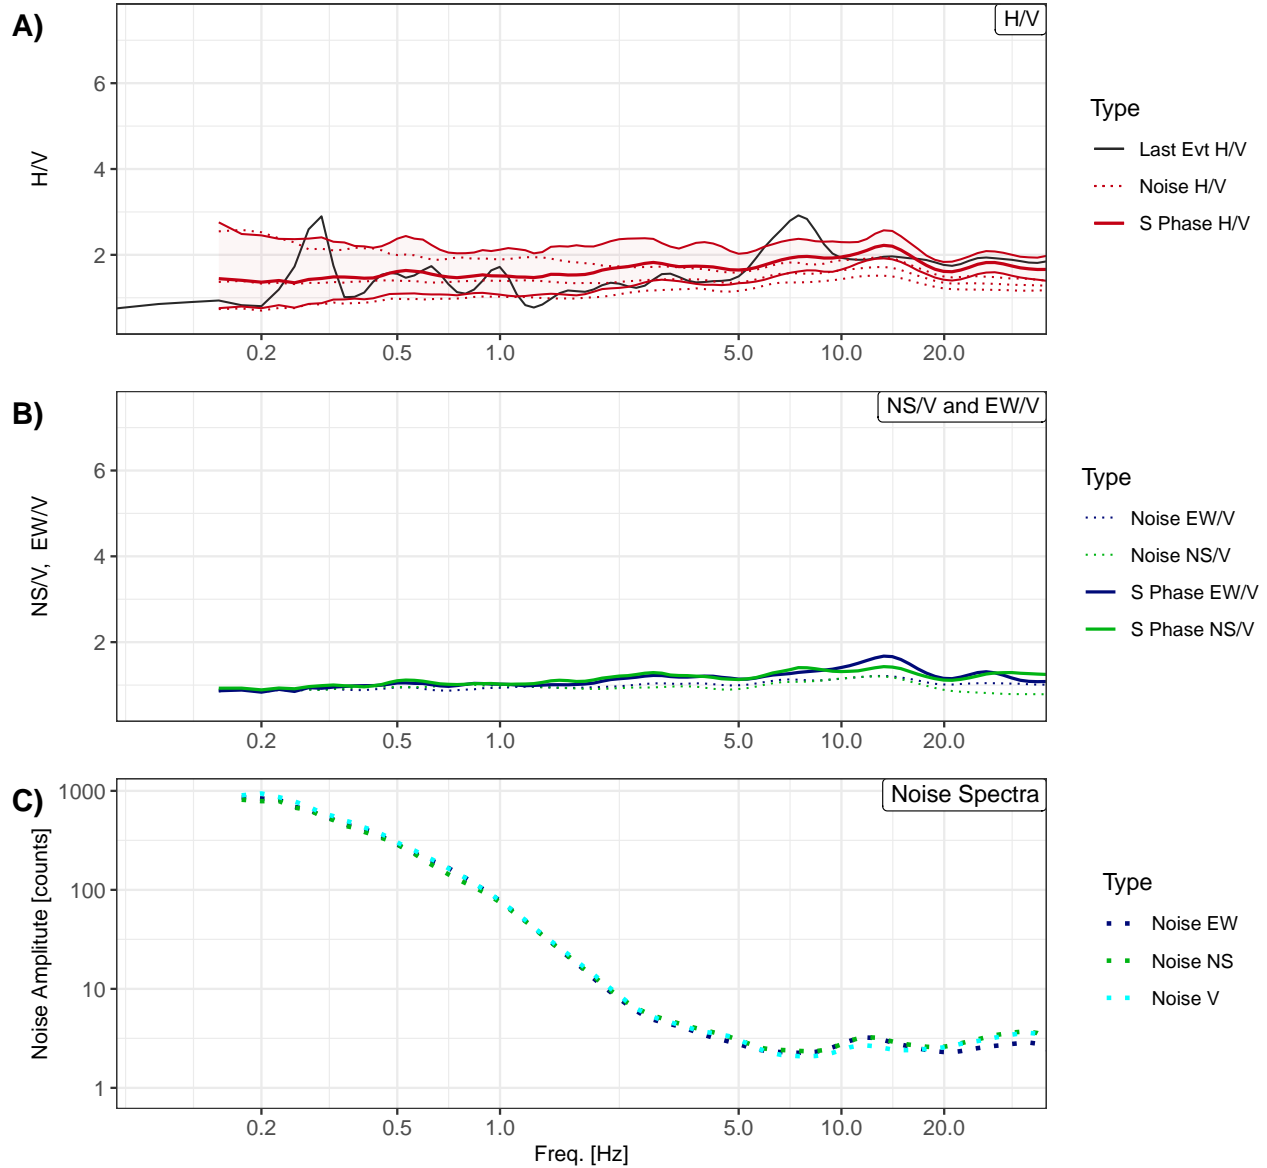 A)
H/V
6
4
2
H/V
0.2 0.5 1.0 5.0 10.0 20.0
Type
Last Evt H/V
Noise H/V
S Phase H/V
B)
NS/V and EW/V
6
4
2
NS/V, EW/V
0.2 0.5 1.0 5.0 10.0 20.0
Type
Noise EW/V
Noise NS/V
S Phase EW/V
S Phase NS/V
C)
Noise Spectra
1000
100
10
1
Noise Amplitute [counts]
0.2 0.5 1.0 5.0 10.0 20.0
Freq. [Hz]
Type
Noise EW
Noise NS
Noise V